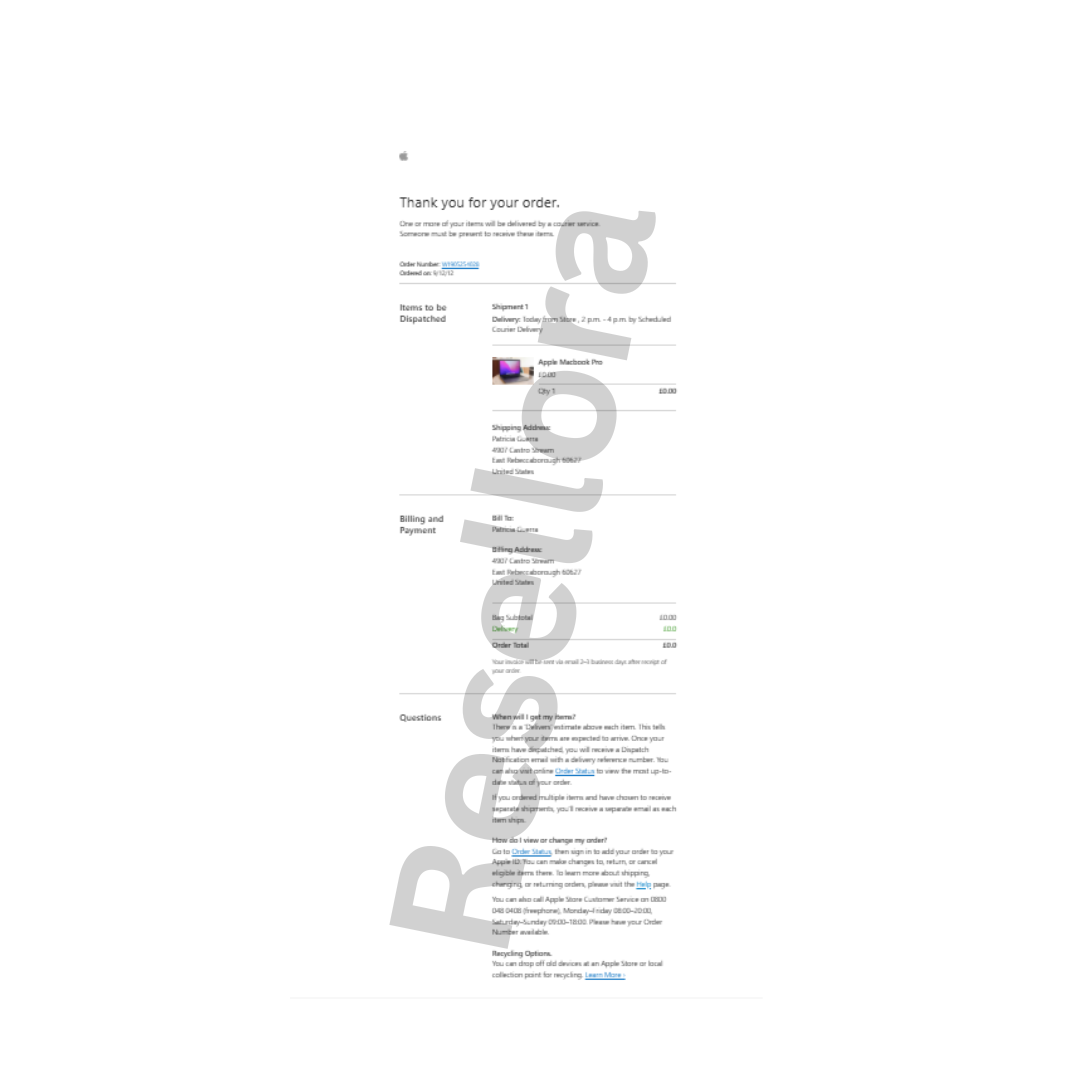 Thank you for your order.
One or more of your items will be delivered by a courier service.
Someone must be present to receive these items.
Order Number:
Ordered on: 9/12/12
Items to be
Dispatched
Shipment 1
Delivery: Today from Store , 2 p.m. - 4 p.m. by Scheduled
Courier Delivery
Apple Macbook Pro
£0.00
Qty 1
£0.00
Shipping Address:
Patricia Guerra
4907 Castro Stream
East Rebeccaborough 60627
United States
Billing and
Payment
Bill To:
Patricia Guerra
Billing Address:
4907 Castro Stream
East Rebeccaborough 60627
United States
Bag Subtotal £0.00
Delivery £0.0
Order Total £0.0
Your invoice will be sent via email 2–3 business days after receipt of
your order.
Questions
When will I get my items?
There is a 'Delivers' estimate above each item. This tells
you when your items are expected to arrive. Once your
items have dispatched, you will receive a Dispatch
Notification email with a delivery reference number. You
can also visit online Order Status to view the most up-to-
date status of your order.
If you ordered multiple items and have chosen to receive
separate shipments, you'll receive a separate email as each
item ships.
How do I view or change my order?
Go to Order Status, then sign in to add your order to your
Apple ID. You can make changes to, return, or cancel
eligible items there. To learn more about shipping,
changing, or returning orders, please visit the Help page.
You can also call Apple Store Customer Service on 0800
048 0408 (freephone), Monday–Friday 08:00–20:00,
Saturday–Sunday 09:00–18:00. Please have your Order
Number available.
Recycling Options.
You can drop off old devices at an Apple Store or local
collection point for recycling. Learn More ›
Resellora